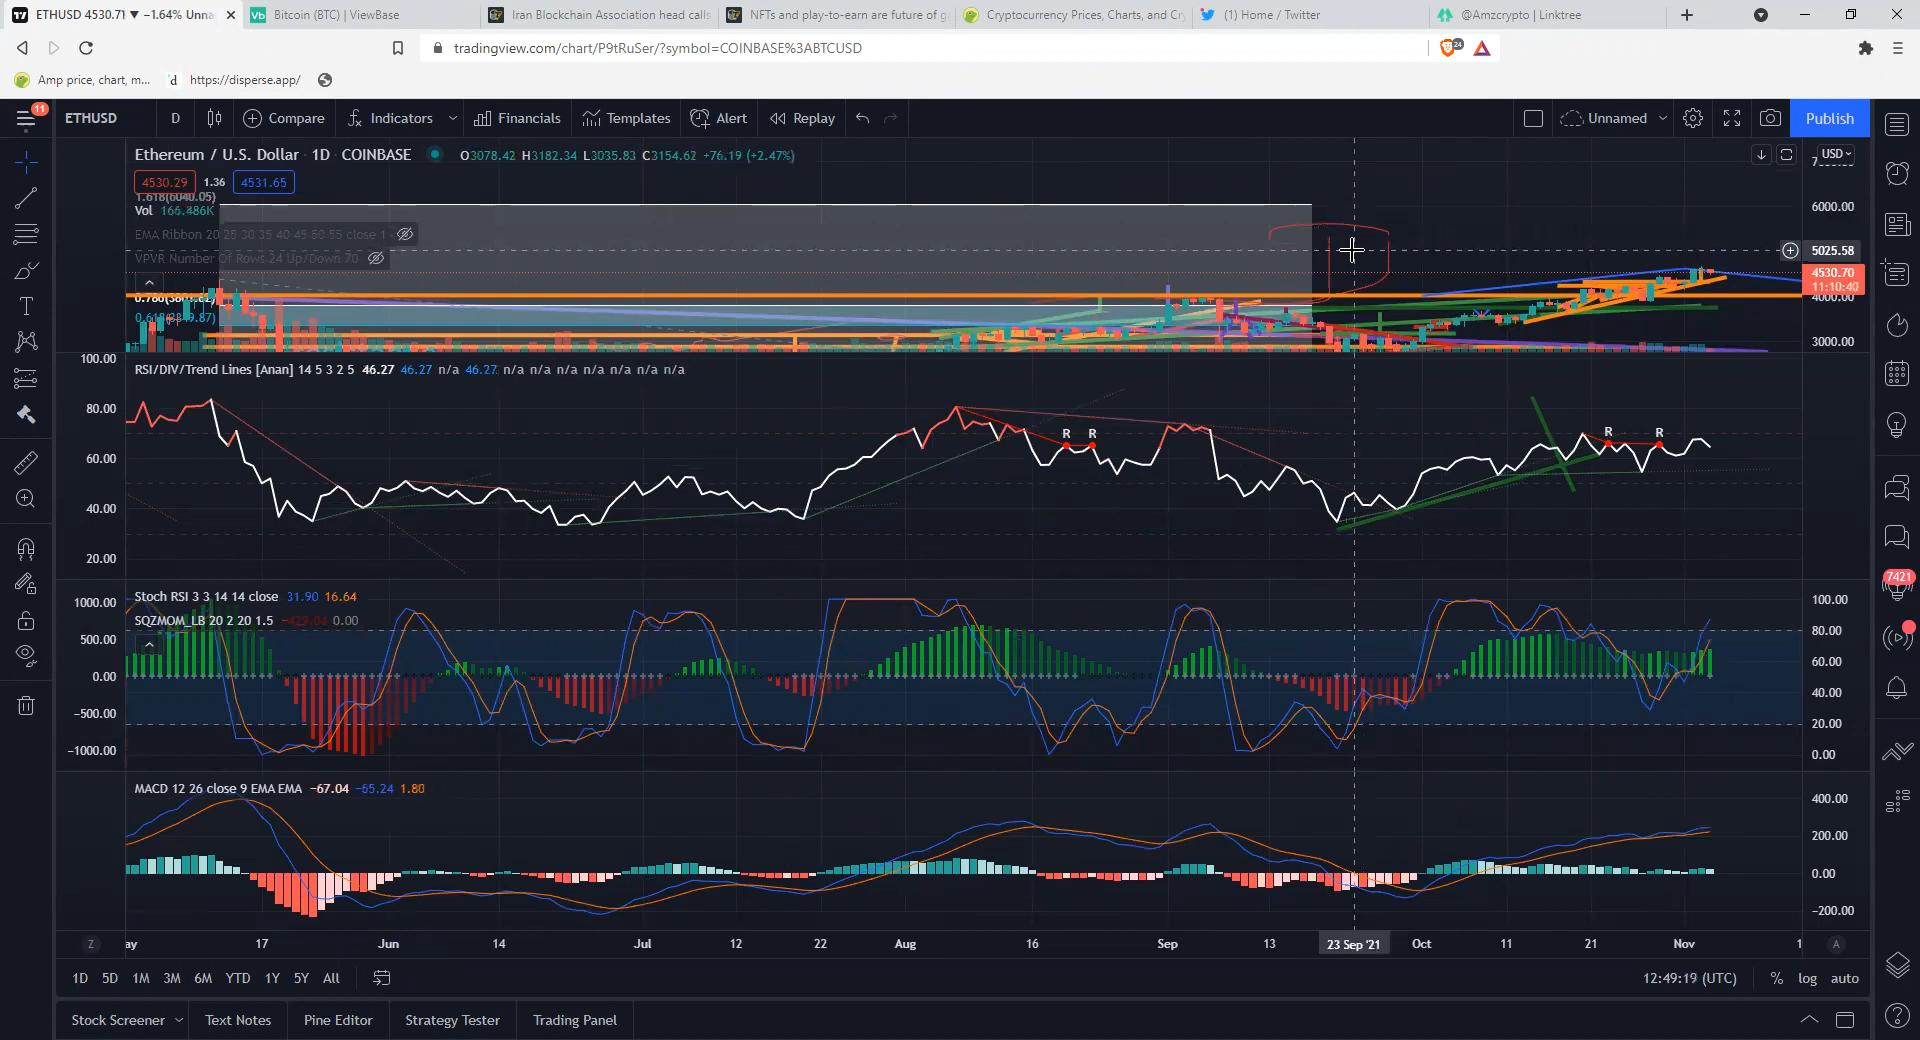 ETHUSD 4530.71 ▼ −1.64% Unna
Bitcoin (BTC) | ViewBase
Iran Blockchain Association head calls
NFTs and play-to-earn are future of g
Cryptocurrency Prices, Charts, and Cr
(1) Home / Twitter
@Amzcrypto | Linktree
tradingview.com/chart/P9tRuSer/?symbol=COINBASE%3ABTCUSD
24
Amp price, chart, m...
d https://disperse.app/
11
ETHUSD D Compare Indicators Financials Templates Alert Replay Unnamed Publish
Ethereum / U.S. Dollar 1D COINBASE O3078.42 H3182.34 L3035.83 C3154.62 +76.19 (+2.47%)
USD
4530.29 1.36 4531.65
1.618(6040.05)
Vol 166.486K
6000.00
EMA Ribbon 20 25 30 35 40 45 50 55 close 1
5025.58
VPVR Number Of Rows 24 Up/Down 70
4530.70
11:10:40
4000.00
3000.00
100.00
RSI/DIV/Trend Lines [Anan] 14 5 3 2 5 46.27 46.27 n/a 46.27 n/a n/a n/a n/a n/a n/a n/a
80.00
R R R R
60.00
40.00
20.00
Stoch RSI 3 3 14 14 close 31.90 16.64
1000.00 100.00
SQZMOM_LB 20 2 20 1.5 0.00
500.00 80.00
0.00 60.00
40.00
−500.00 20.00
−1000.00 0.00
MACD 12 26 close 9 EMA EMA −67.04 −65.24 1.80
400.00
200.00
0.00
−200.00
Z ay 17 Jun 14 Jul 12 22 Aug 16 Sep 13 23 Sep '21 Oct 11 21 Nov 1 A
1D 5D 1M 3M 6M YTD 1Y 5Y All 12:49:19 (UTC) % log auto
Stock Screener Text Notes Pine Editor Strategy Tester Trading Panel
7421